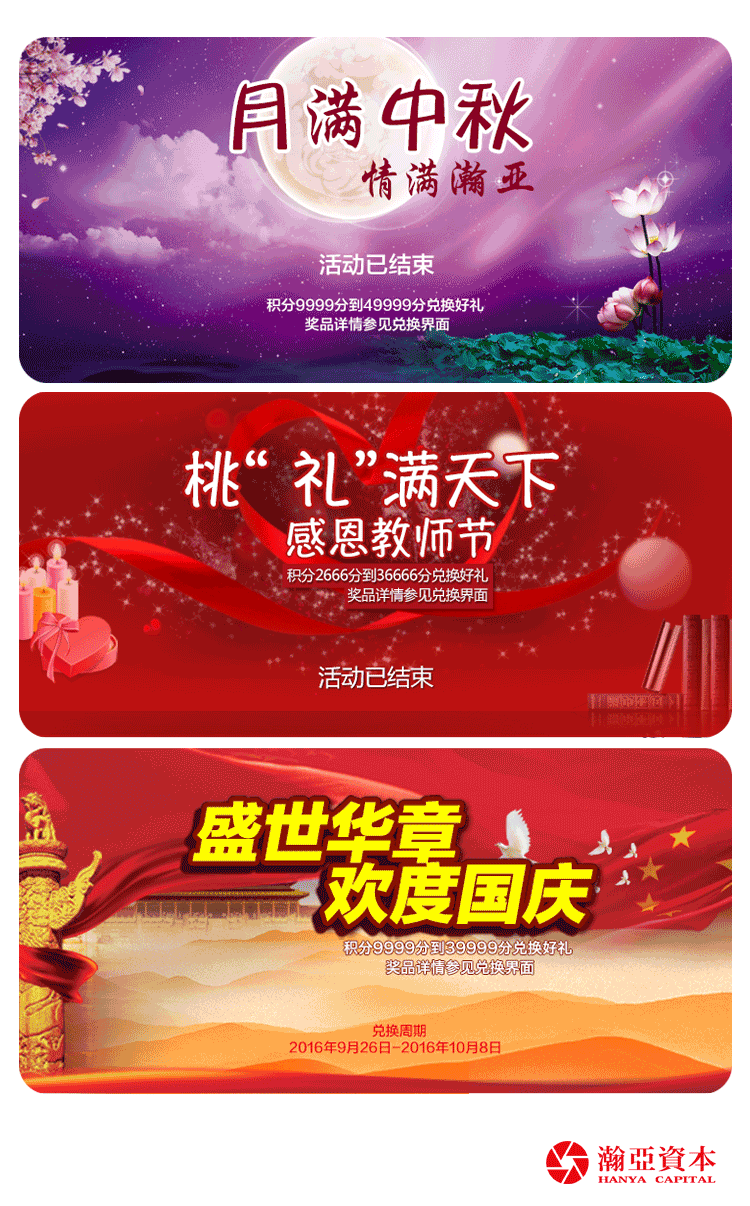 月满中秋
情满瀚亚
活动已结束
积分9999分到49999分兑换好礼
奖品详情参见兑换界面
桃“ 礼”满天下
感恩教师节
积分2666分到36666分兑换好礼
奖品详情参见兑换界面
活动已结束
盛世华章
欢度国庆
积分9999分到39999分兑换好礼
奖品详情参见兑换界面
兑换周期
2016年9月26日-2016年10月8日
瀚亞資本
HANYA CAPITAL